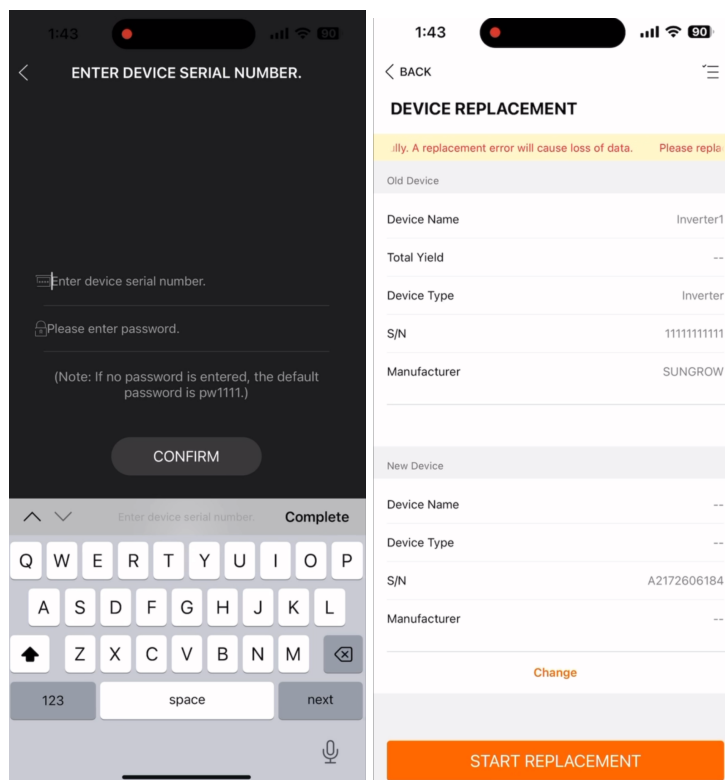 1:43
90
ENTER DEVICE SERIAL NUMBER.
Enter device serial number.
Please enter password.
(Note: If no password is entered, the default
password is pw1111.)
CONFIRM
Enter device serial number.
Complete
Q W E R T Y U I O P
A S D F G H J K L
Z X C V B N M
123 space next
1:43
90
BACK
DEVICE REPLACEMENT
ully. A replacement error will cause loss of data. Please repla
Old Device
Device Name Inverter1
Total Yield --
Device Type Inverter
S/N 11111111111
Manufacturer SUNGROW
New Device
Device Name --
Device Type --
S/N A2172606184
Manufacturer --
Change
START REPLACEMENT